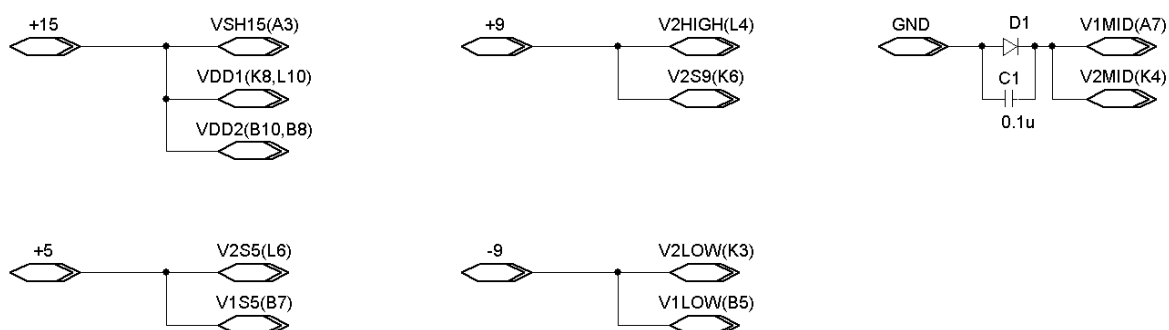 +15
VSH15(A3)
VDD1(K8,L10)
VDD2(B10,B8)
+9
V2HIGH(L4)
V2S9(K6)
GND
D1
V1MID(A7)
C1
V2MID(K4)
0.1u
+5
V2S5(L6)
V1S5(B7)
-9
V2LOW(K3)
V1LOW(B5)